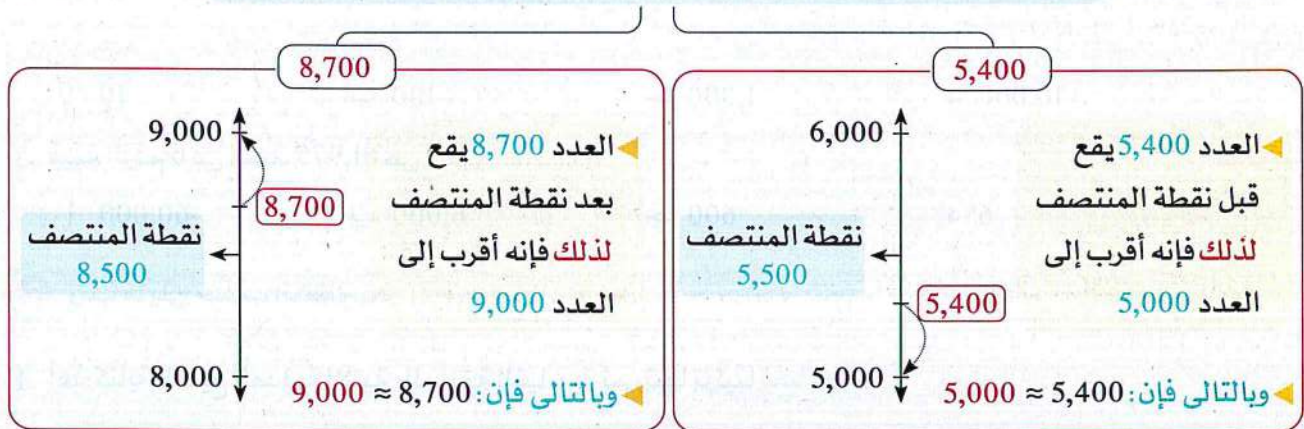 5,400
العدد 5,400 يقع
قبل نقطة المنتصف
لذلك فإنه أقرب إلى
العدد 5,000
6,000
نقطة المنتصف
5,500
5,400
5,000
وبالتالى فإن: 5,400 ≈ 5,000
8,700
العدد 8,700 يقع
بعد نقطة المنتصف
لذلك فإنه أقرب إلى
العدد 9,000
9,000
8,700
نقطة المنتصف
8,500
8,000
وبالتالى فإن: 8,700 ≈ 9,000